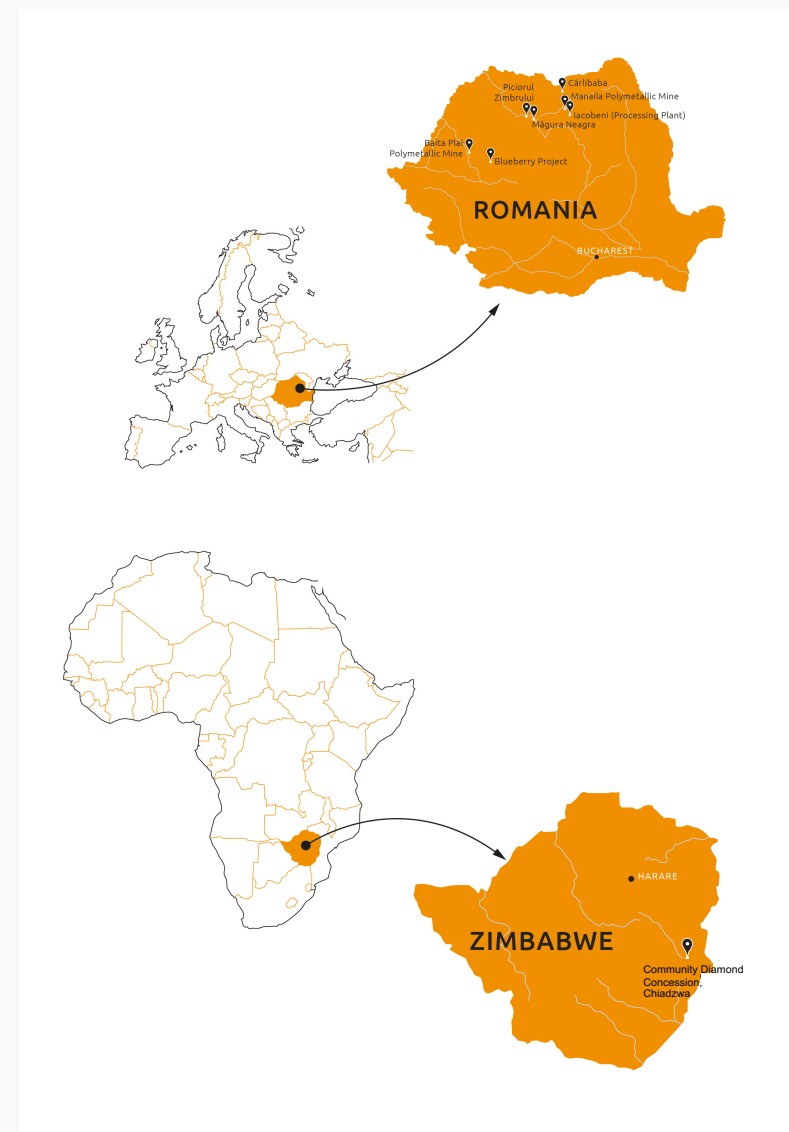 Cârlibaba
Piciorul
Zimbrului
Manaila Polymetallic Mine
Iacobeni (Processing Plant)
Măgura Neagra
Baita Plai
Polymetallic Mine
Blueberry Project
ROMANIA
BUCHAREST
HARARE
ZIMBABWE
Community Diamond
Concession,
Chiadzwa